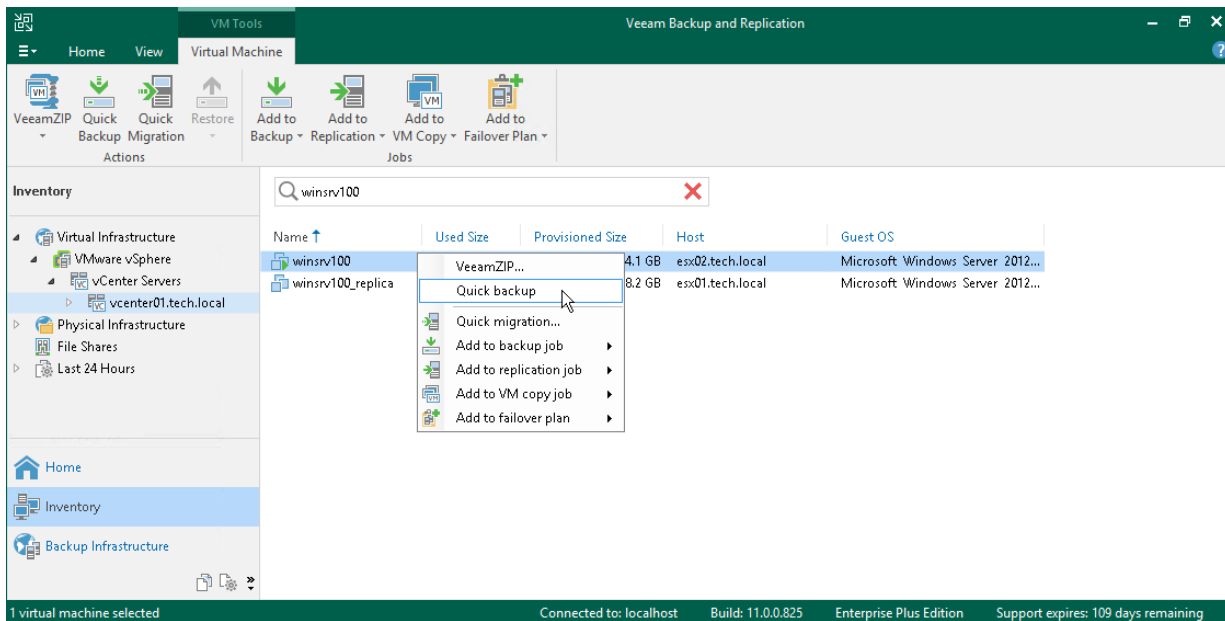 VM Tools
Veeam Backup and Replication
Home View Virtual Machine
VeeamZIP Quick Backup Quick Migration Restore Add to Backup Add to Replication Add to VM Copy Add to Failover Plan
Actions Jobs
Inventory
winsrv100
Virtual Infrastructure
VMware vSphere
vCenter Servers
vcenter01.tech.local
Physical Infrastructure
File Shares
Last 24 Hours
Name Used Size Provisioned Size Host Guest OS
winsrv100 4.1 GB esx02.tech.local Microsoft Windows Server 2012...
winsrv100_replica 8.2 GB esx01.tech.local Microsoft Windows Server 2012...
VeeamZIP...
Quick backup
Quick migration...
Add to backup job
Add to replication job
Add to VM copy job
Add to failover plan
Home
Inventory
Backup Infrastructure
1 virtual machine selected Connected to: localhost Build: 11.0.0.825 Enterprise Plus Edition Support expires: 109 days remaining